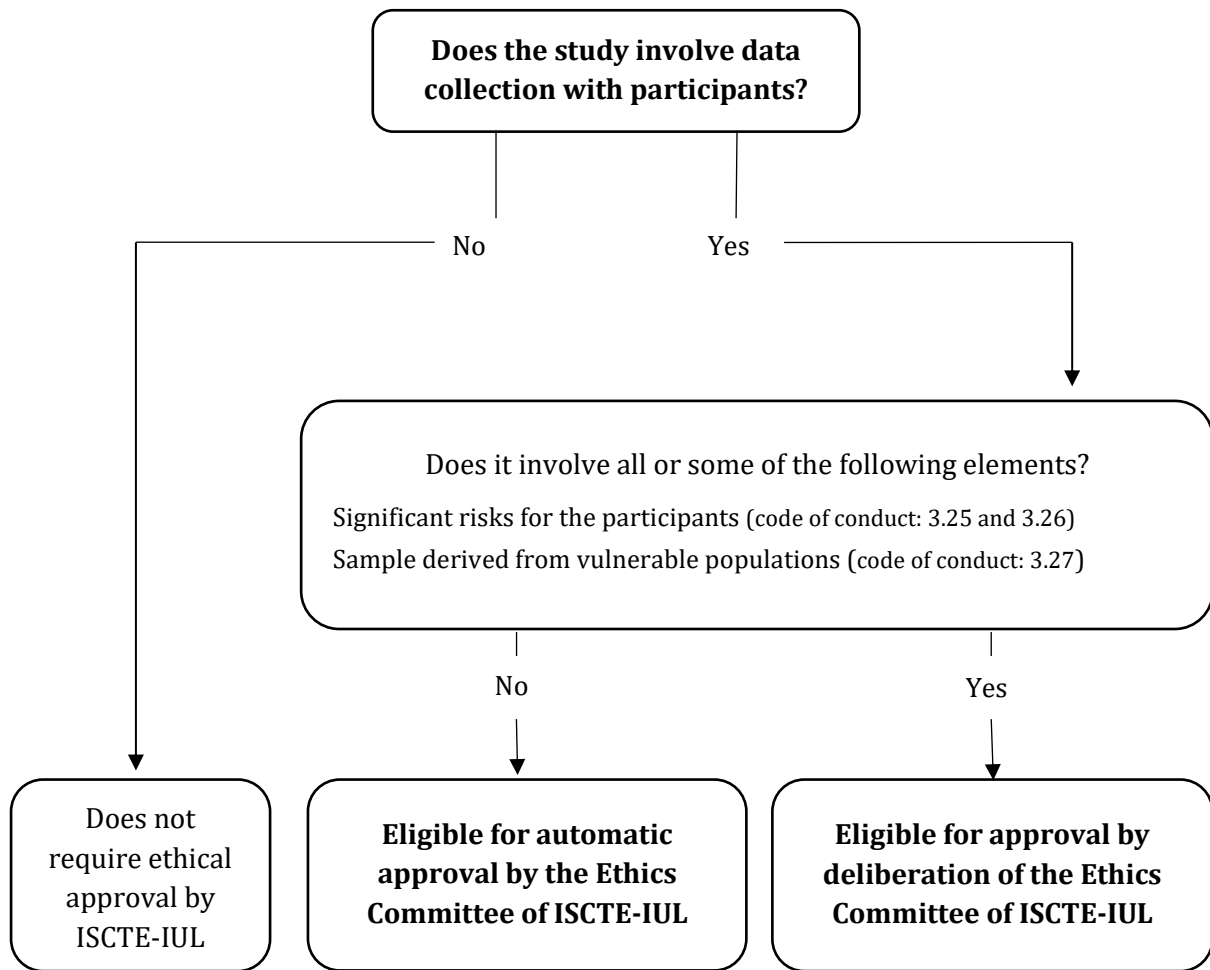 Does the study involve data
collection with participants?
No
Yes
Does it involve all or some of the following elements?
Significant risks for the participants (code of conduct: 3.25 and 3.26)
Sample derived from vulnerable populations (code of conduct: 3.27)
No
Yes
Does not
require ethical
approval by
ISCTE-IUL
Eligible for automatic
approval by the Ethics
Committee of ISCTE-IUL
Eligible for approval by
deliberation of the Ethics
Committee of ISCTE-IUL